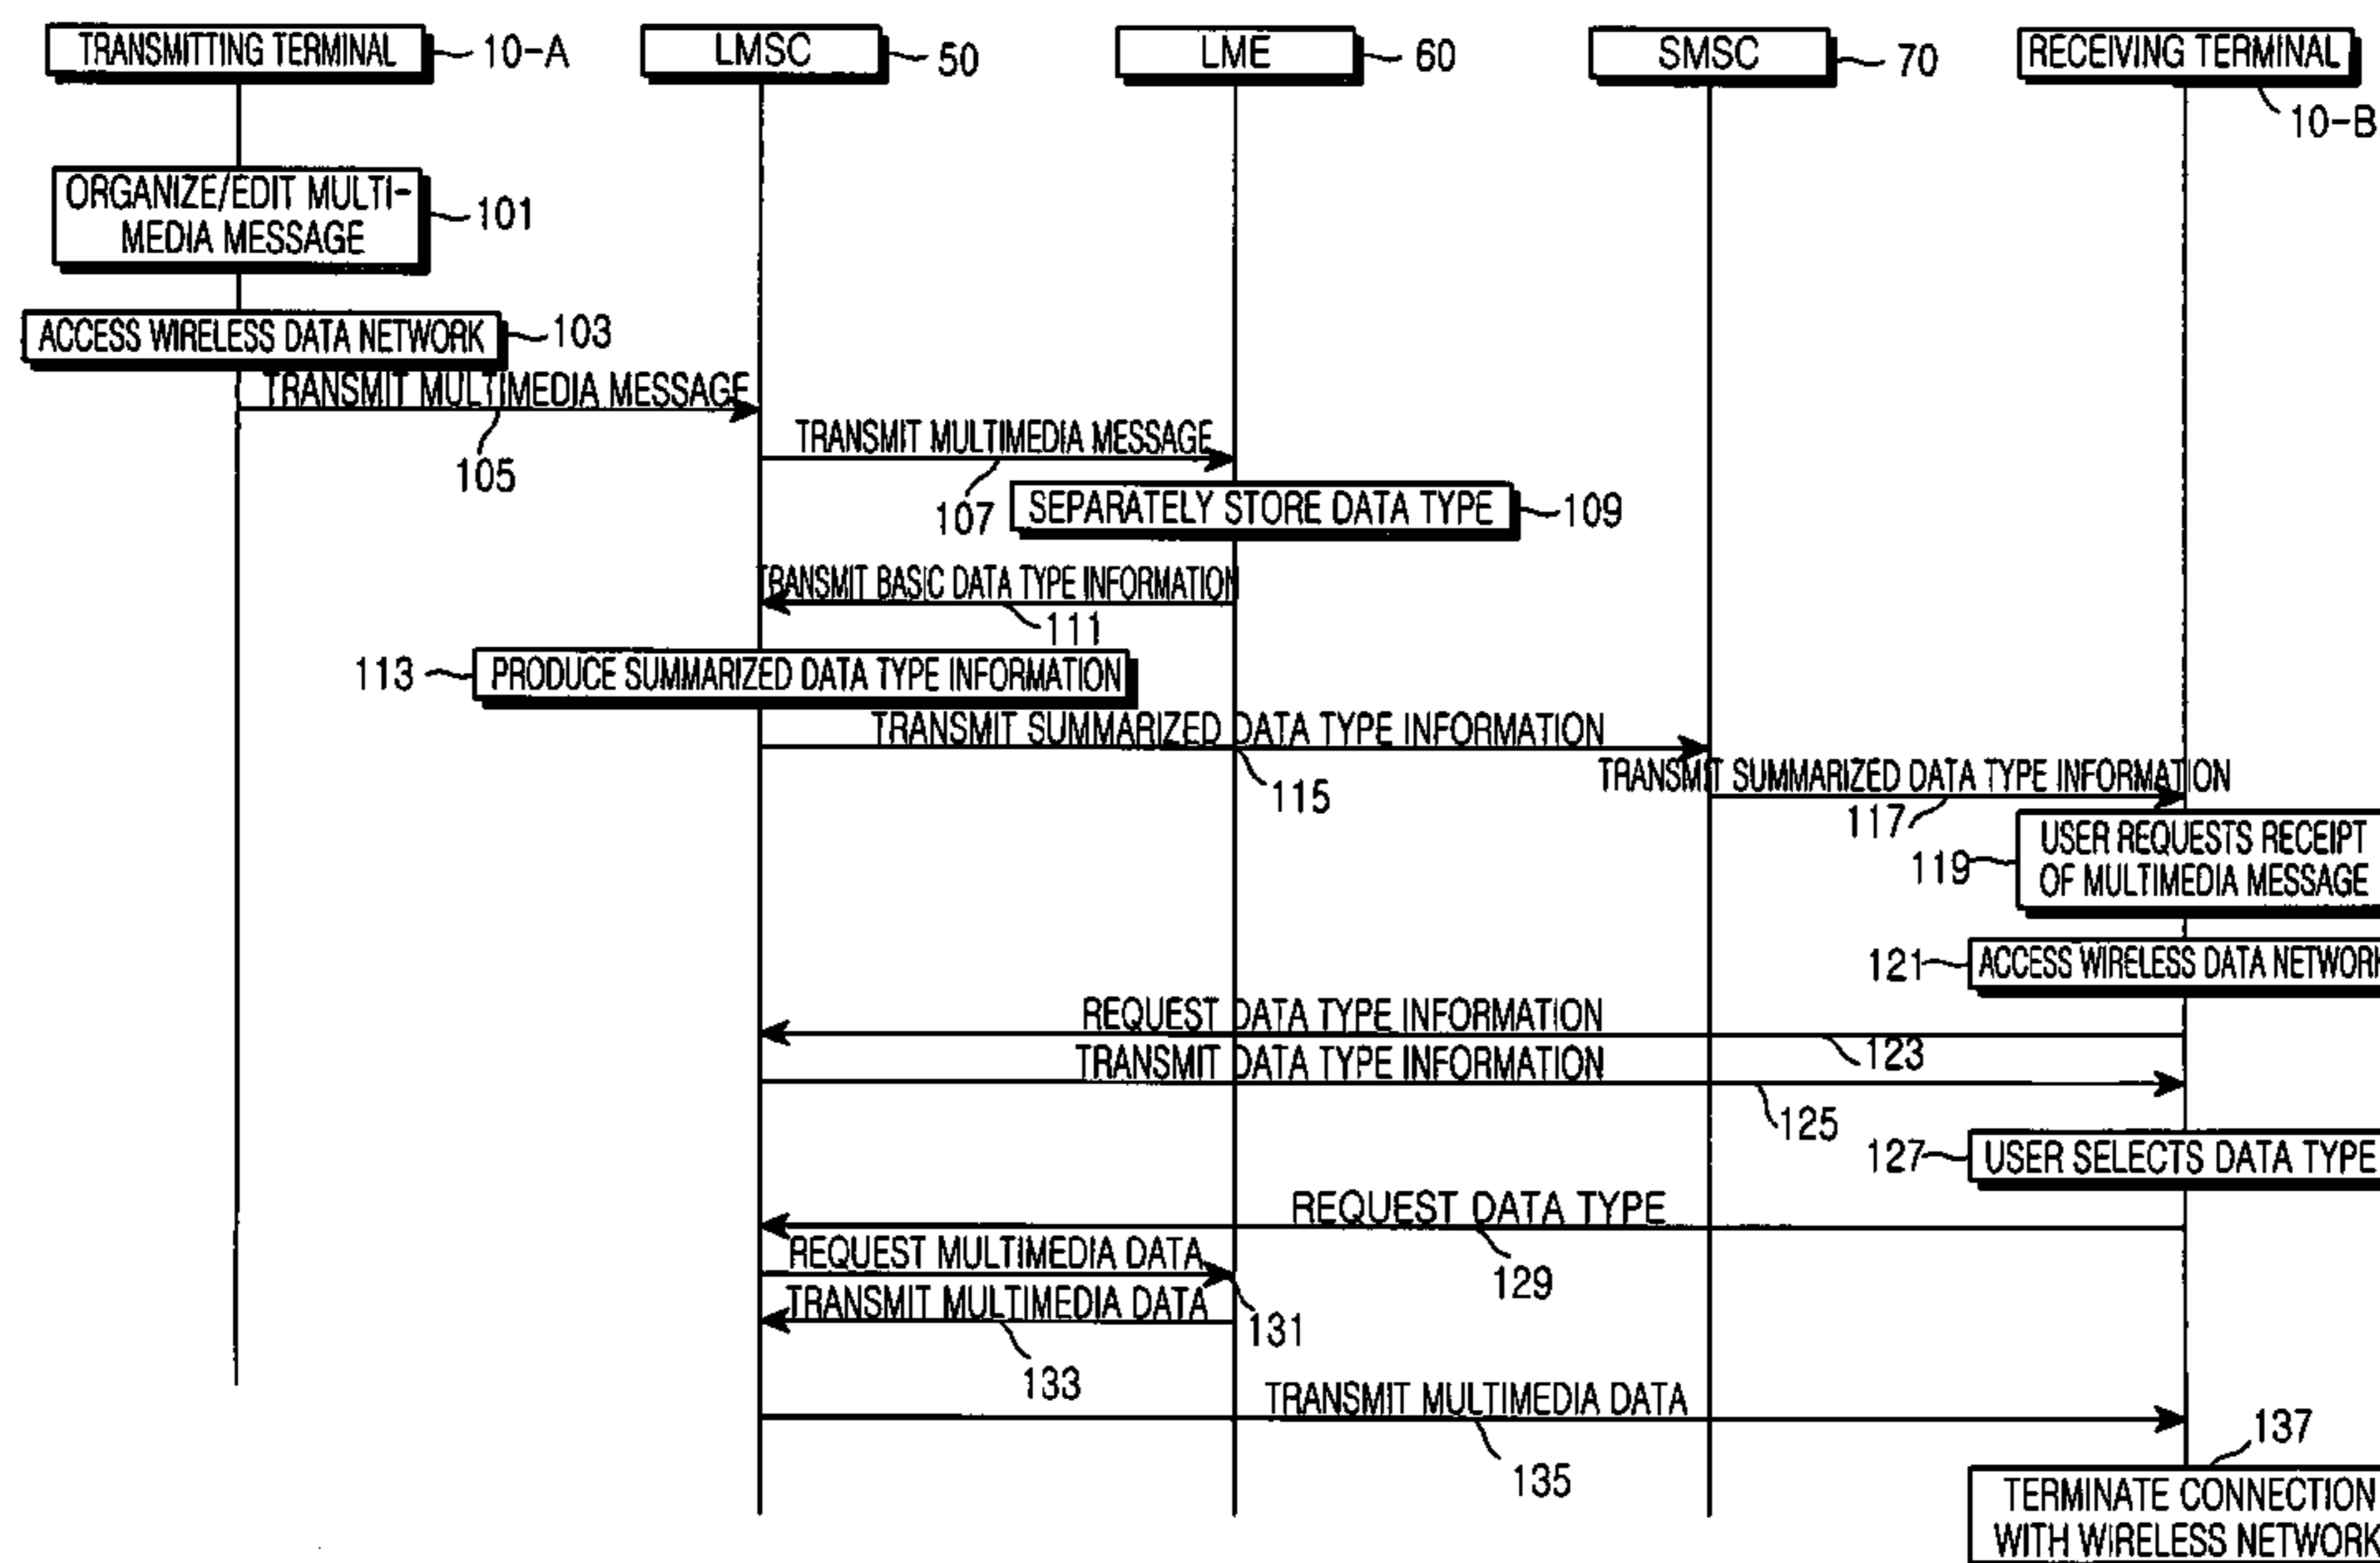 TRANSMITTING TERMINAL 10-A
LMSC 50
LME 60
SMSC 70
RECEIVING TERMINAL
10-B
ORGANIZE/EDIT MULTI-
MEDIA MESSAGE
101
ACCESS WIRELESS DATA NETWORK 103
TRANSMIT MULTIMEDIA MESSAGE
105
TRANSMIT MULTIMEDIA MESSAGE
107
SEPARATELY STORE DATA TYPE 109
TRANSMIT BASIC DATA TYPE INFORMATION
111
113 PRODUCE SUMMARIZED DATA TYPE INFORMATION
TRANSMIT SUMMARIZED DATA TYPE INFORMATION
115
TRANSMIT SUMMARIZED DATA TYPE INFORMATION
117
119
USER REQUESTS RECEIPT
OF MULTIMEDIA MESSAGE
121 ACCESS WIRELESS DATA NETWORK
REQUEST DATA TYPE INFORMATION
123
TRANSMIT DATA TYPE INFORMATION
125
127 USER SELECTS DATA TYPE
REQUEST DATA TYPE
129
REQUEST MULTIMEDIA DATA
131
TRANSMIT MULTIMEDIA DATA
133
TRANSMIT MULTIMEDIA DATA
135
137
TERMINATE CONNECTION
WITH WIRELESS NETWORK